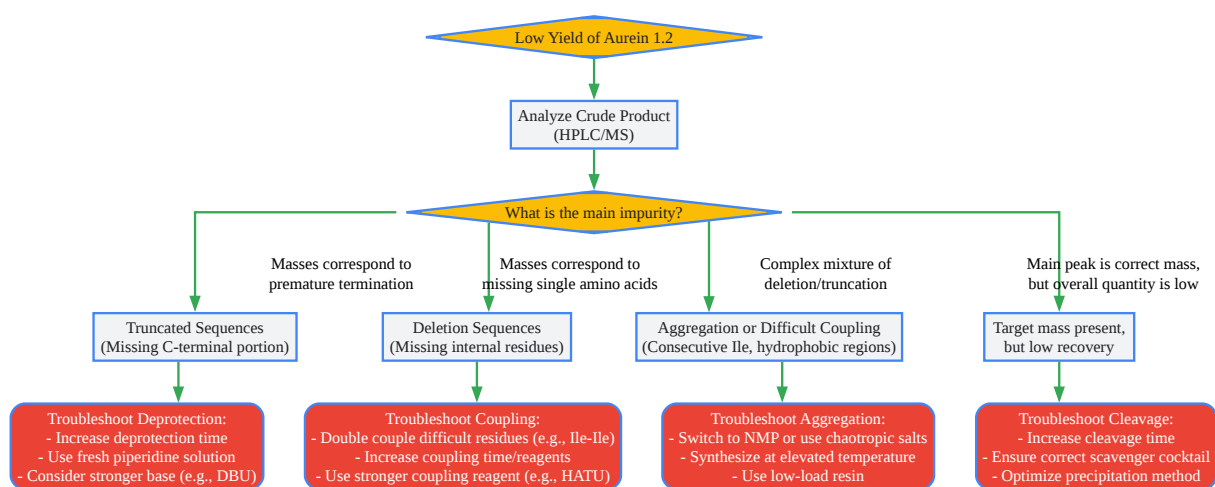 Low Yield of Aurein 1.2
Analyze Crude Product
(HPLC/MS)
What is the main impurity?
Masses correspond to
premature termination
Masses correspond to
missing single amino acids
Complex mixture of
deletion/truncation
Main peak is correct mass,
but overall quantity is low
Truncated Sequences
(Missing C-terminal portion)
Deletion Sequences
(Missing internal residues)
Aggregation or Difficult Coupling
(Consecutive Ile, hydrophobic regions)
Target mass present,
but low recovery
Troubleshoot Deprotection:
- Increase deprotection time
- Use fresh piperidine solution
- Consider stronger base (e.g., DBU)
Troubleshoot Coupling:
- Double couple difficult residues (e.g., Ile-Ile)
- Increase coupling time/reagents
- Use stronger coupling reagent (e.g., HATU)
Troubleshoot Aggregation:
- Switch to NMP or use chaotropic salts
- Synthesize at elevated temperature
- Use low-load resin
Troubleshoot Cleavage:
- Increase cleavage time
- Ensure correct scavenger cocktail
- Optimize precipitation method